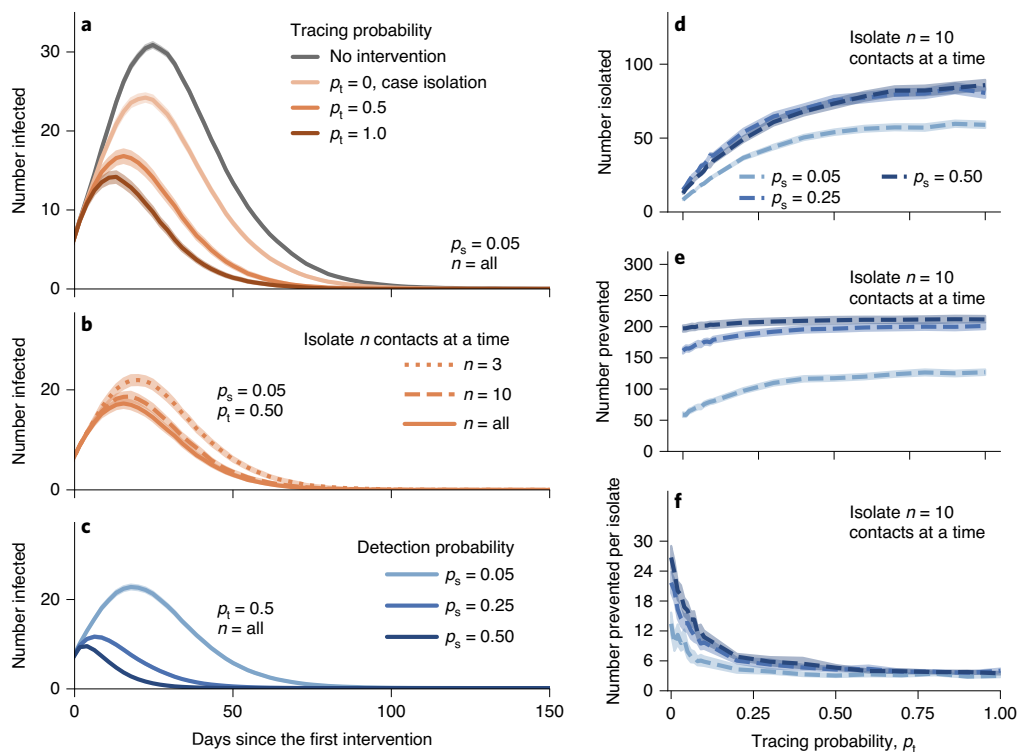 a
Tracing probability
No intervention
pt = 0, case isolation
pt = 0.5
pt = 1.0
ps = 0.05
n = all
Number infected
30
20
10
0
b
Isolate n contacts at a time
n = 3
n = 10
n = all
ps = 0.05
pt = 0.50
Number infected
20
0
c
Detection probability
ps = 0.05
ps = 0.25
ps = 0.50
pt = 0.5
n = all
Number infected
20
0
0
50
100
150
Days since the first intervention
d
Isolate n = 10
contacts at a time
Number isolated
100
50
0
ps = 0.05
ps = 0.50
ps = 0.25
e
Isolate n = 10
contacts at a time
Number prevented
300
250
200
150
100
50
0
f
Isolate n = 10
contacts at a time
Number prevented per isolate
30
24
18
12
6
0
0
0.25
0.50
0.75
1.00
Tracing probability, pt